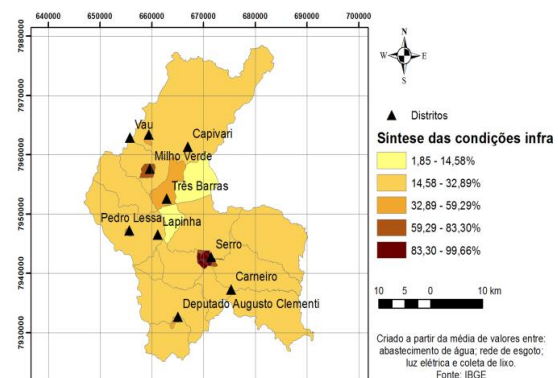 640000 650000 660000 670000 680000 690000 700000
7980000
7970000
7960000
7950000
7940000
7930000
N
W E
S
Vau
Capivari
Milho Verde
Três Barras
Pedro Lessa
Lapinha
Serro
Carneiro
Deputado Augusto Clementi
Distritos
Síntese das condições infra
1,85 - 14,58%
14,58 - 32,89%
32,89 - 59,29%
59,29 - 83,30%
83,30 - 99,66%
10 5 0 10 km
Criado a partir da média de valores entre:
abastecimento de água; rede de esgoto;
luz elétrica e coleta de lixo.
Fonte: IBGE